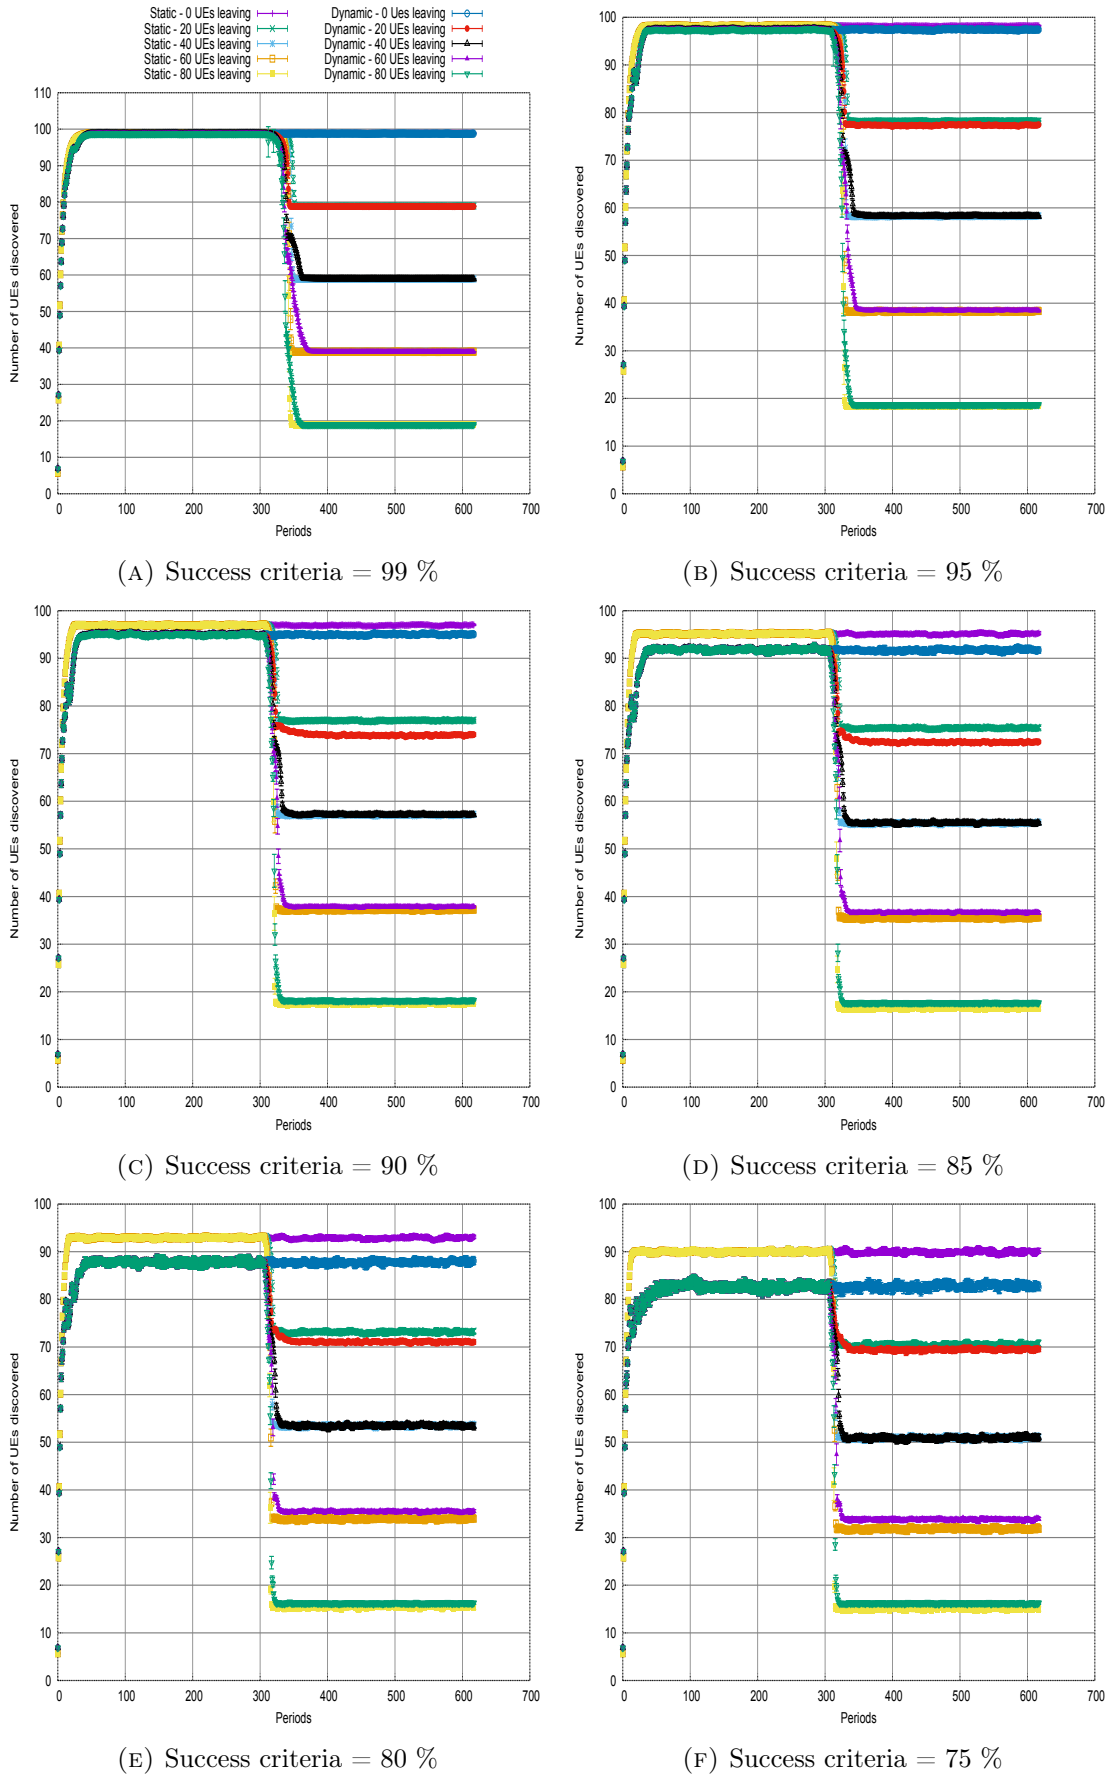 Static - 0 UEs leaving Dynamic - 0 Ues leaving
Static - 20 UEs leaving Dynamic - 20 UEs leaving
Static - 40 UEs leaving Dynamic - 40 UEs leaving
Static - 60 UEs leaving Dynamic - 60 UEs leaving
Static - 80 UEs leaving Dynamic - 80 UEs leaving
110
100
90
80
70
60
50
40
30
20
10
0
Number of UEs discovered
0 100 200 300 400 500 600 700
Periods
(A) Success criteria = 99 %
100
90
80
70
60
50
40
30
20
10
0
Number of UEs discovered
0 100 200 300 400 500 600 700
Periods
(B) Success criteria = 95 %
100
90
80
70
60
50
40
30
20
10
0
Number of UEs discovered
0 100 200 300 400 500 600 700
Periods
(C) Success criteria = 90 %
100
90
80
70
60
50
40
30
20
10
0
Number of UEs discovered
0 100 200 300 400 500 600 700
Periods
(D) Success criteria = 85 %
100
90
80
70
60
50
40
30
20
10
0
Number of UEs discovered
0 100 200 300 400 500 600 700
Periods
(E) Success criteria = 80 %
100
90
80
70
60
50
40
30
20
10
0
Number of UEs discovered
0 100 200 300 400 500 600 700
Periods
(F) Success criteria = 75 %